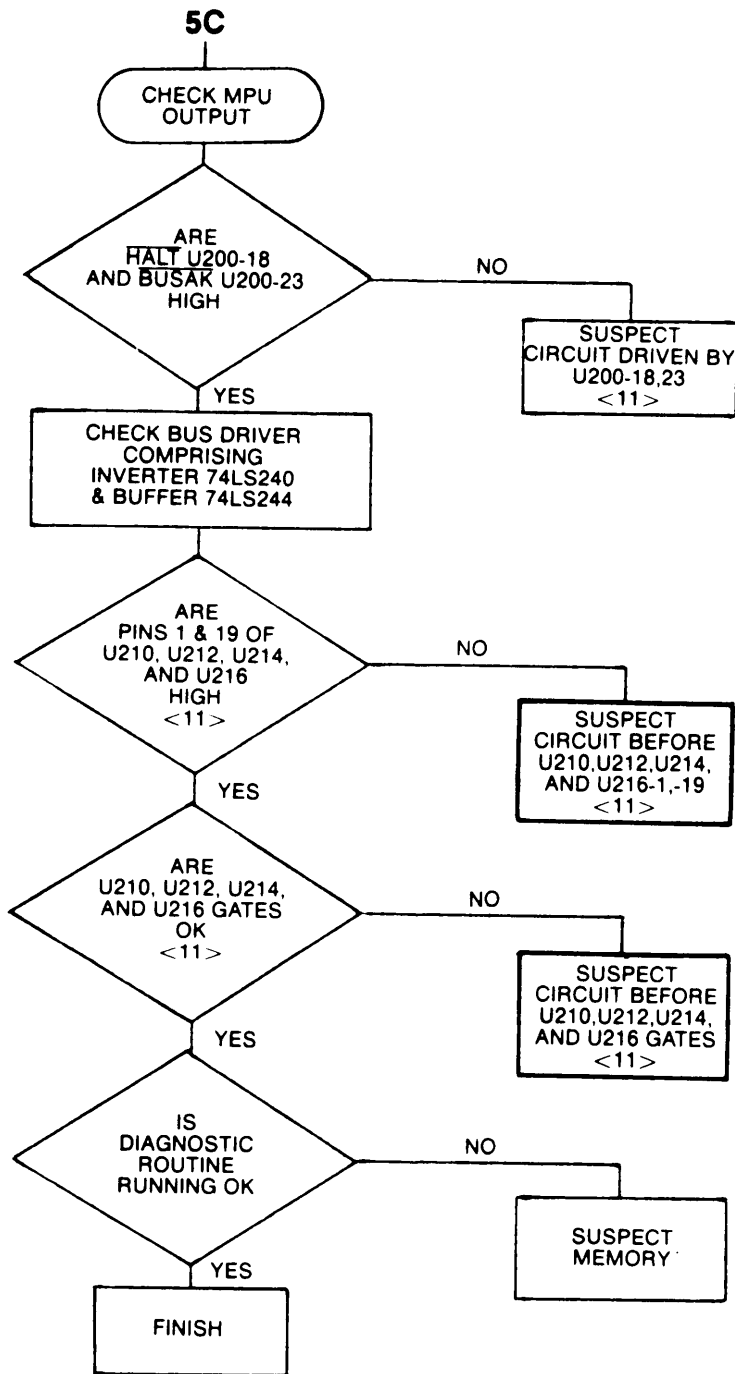 5C
CHECK MPU
OUTPUT
ARE
HALT U200-18
AND BUSAK U200-23
HIGH
NO
SUSPECT
CIRCUIT DRIVEN BY
U200-18,23
<11>
YES
CHECK BUS DRIVER
COMPRISING
INVERTER 74LS240
& BUFFER 74LS244
ARE
PINS 1 & 19 OF
U210, U212, U214,
AND U216
HIGH
<11>
NO
SUSPECT
CIRCUIT BEFORE
U210,U212,U214,
AND U216-1,-19
<11>
YES
ARE
U210, U212, U214,
AND U216 GATES
OK
<11>
NO
SUSPECT
CIRCUIT BEFORE
U210,U212,U214,
AND U216 GATES
<11>
YES
IS
DIAGNOSTIC
ROUTINE
RUNNING OK
NO
SUSPECT
MEMORY
YES
FINISH